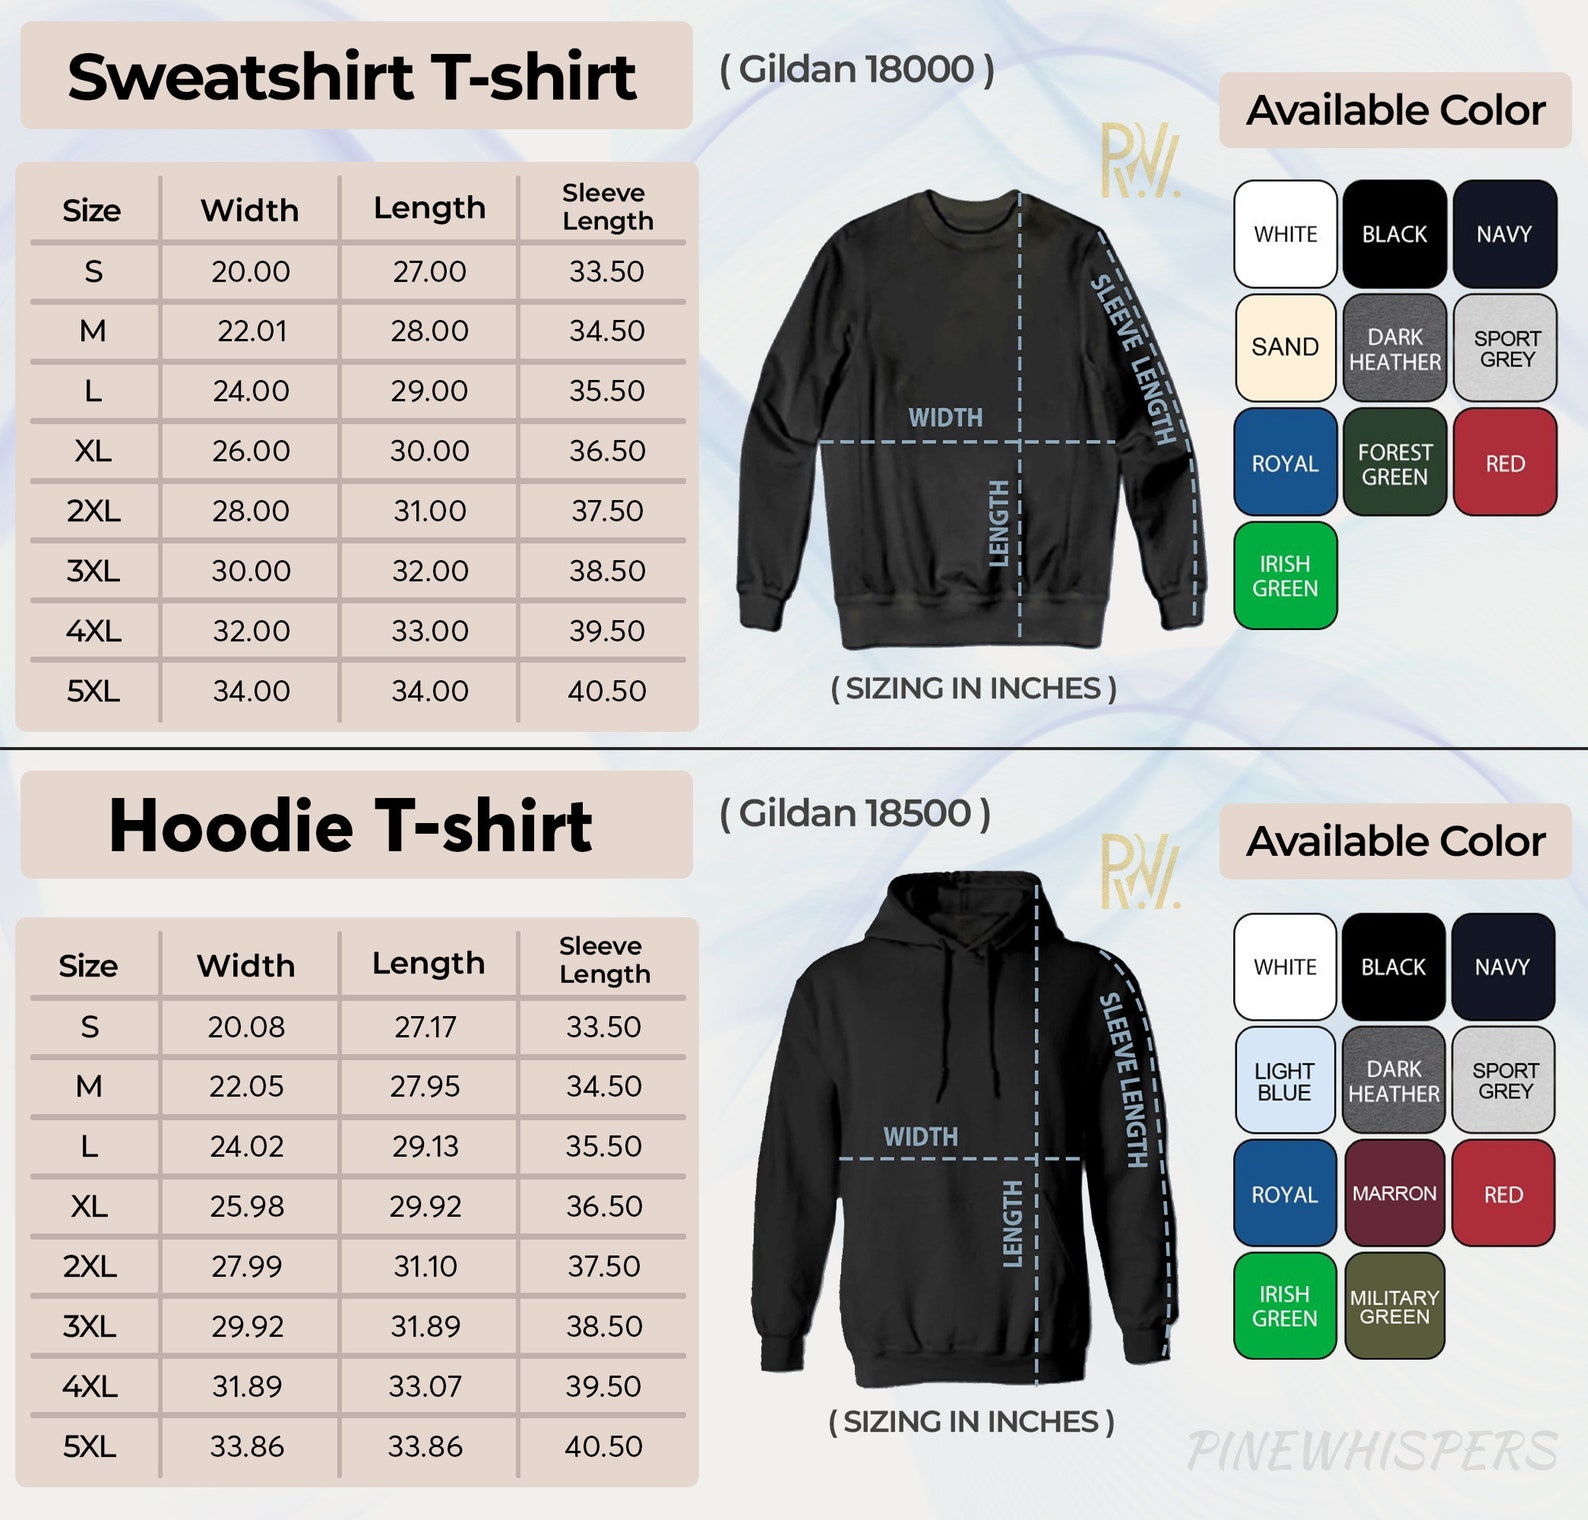 Sweatshirt T-shirt
( Gildan 18000 )
Available Color
R.W.
Size Width Length Sleeve Length
S 20.00 27.00 33.50
M 22.01 28.00 34.50
L 24.00 29.00 35.50
XL 26.00 30.00 36.50
2XL 28.00 31.00 37.50
3XL 30.00 32.00 38.50
4XL 32.00 33.00 39.50
5XL 34.00 34.00 40.50
WIDTH
LENGTH
SLEEVE LENGTH
( SIZING IN INCHES )
WHITE BLACK NAVY
SAND DARK HEATHER SPORT GREY
ROYAL FOREST GREEN RED
IRISH GREEN
Hoodie T-shirt
( Gildan 18500 )
Available Color
R.W.
Size Width Length Sleeve Length
S 20.08 27.17 33.50
M 22.05 27.95 34.50
L 24.02 29.13 35.50
XL 25.98 29.92 36.50
2XL 27.99 31.10 37.50
3XL 29.92 31.89 38.50
4XL 31.89 33.07 39.50
5XL 33.86 33.86 40.50
WIDTH
LENGTH
SLEEVE LENGTH
( SIZING IN INCHES )
WHITE BLACK NAVY
LIGHT BLUE DARK HEATHER SPORT GREY
ROYAL MARRON RED
IRISH GREEN MILITARY GREEN
PINEWHISPERS